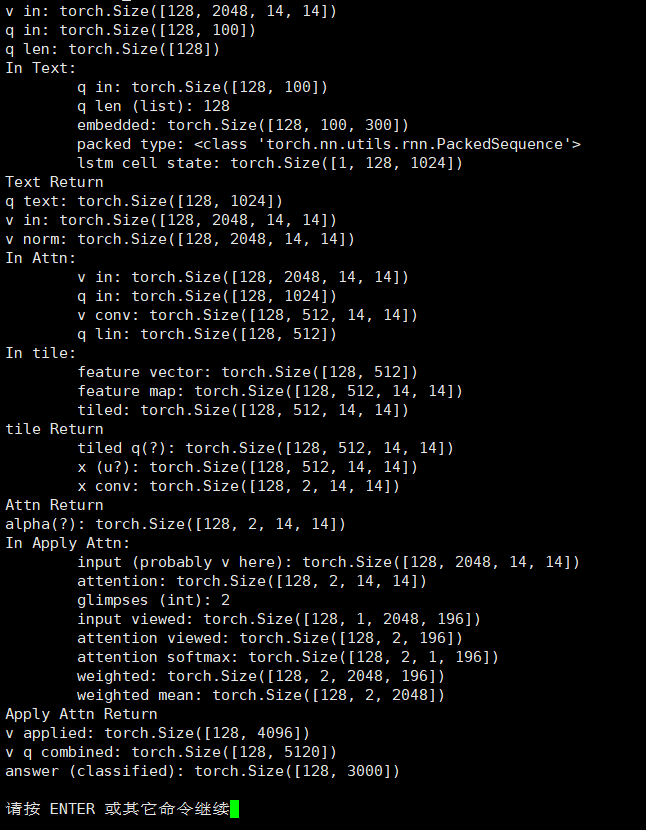 v in: torch.Size([128, 2048, 14, 14])
q in: torch.Size([128, 100])
q len: torch.Size([128])
In Text:
        q in: torch.Size([128, 100])
        q len (list): 128
        embedded: torch.Size([128, 100, 300])
        packed type: <class 'torch.nn.utils.rnn.PackedSequence'>
        lstm cell state: torch.Size([1, 128, 1024])
Text Return
q text: torch.Size([128, 1024])
v in: torch.Size([128, 2048, 14, 14])
v norm: torch.Size([128, 2048, 14, 14])
In Attn:
        v in: torch.Size([128, 2048, 14, 14])
        q in: torch.Size([128, 1024])
        v conv: torch.Size([128, 512, 14, 14])
        q lin: torch.Size([128, 512])
In tile:
        feature vector: torch.Size([128, 512])
        feature map: torch.Size([128, 512, 14, 14])
        tiled: torch.Size([128, 512, 14, 14])
tile Return
        tiled q(?): torch.Size([128, 512, 14, 14])
        x (u?): torch.Size([128, 512, 14, 14])
        x conv: torch.Size([128, 2, 14, 14])
Attn Return
alpha(?): torch.Size([128, 2, 14, 14])
In Apply Attn:
        input (probably v here): torch.Size([128, 2048, 14, 14])
        attention: torch.Size([128, 2, 14, 14])
        glimpses (int): 2
        input viewed: torch.Size([128, 1, 2048, 196])
        attention viewed: torch.Size([128, 2, 196])
        attention softmax: torch.Size([128, 2, 1, 196])
        weighted: torch.Size([128, 2, 2048, 196])
        weighted mean: torch.Size([128, 2, 2048])
Apply Attn Return
v applied: torch.Size([128, 4096])
v q combined: torch.Size([128, 5120])
answer (classified): torch.Size([128, 3000])
请按 ENTER 或其它命令继续